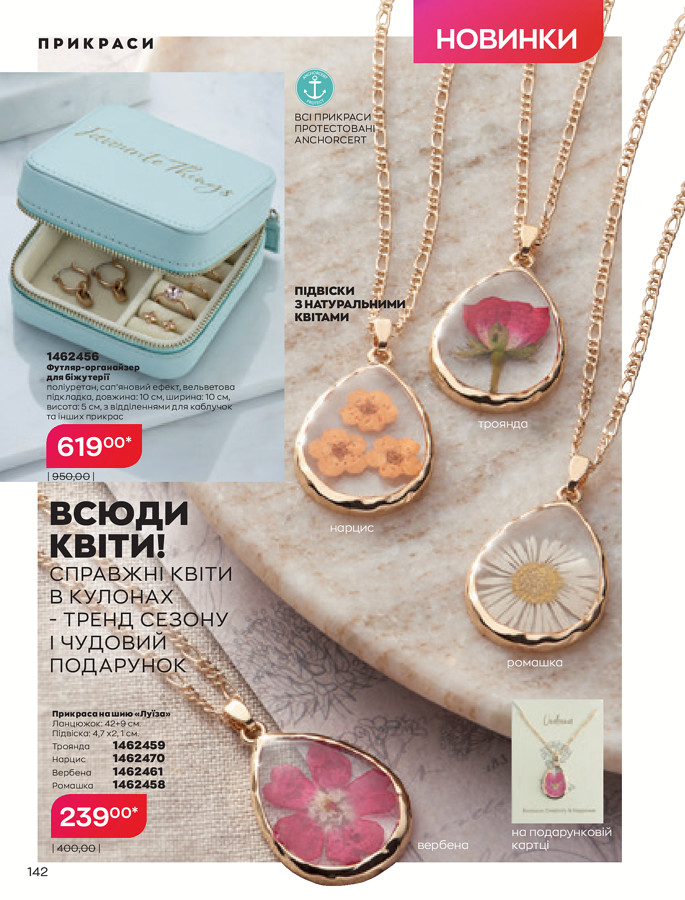 ПРИКРАСИ
НОВИНКИ
ANCHORCERT
PROTECT
ВСІ ПРИКРАСИ
ПРОТЕСТОВАНІ
ANCHORCERT
Favourite Things
ПІДВІСКИ
З НАТУРАЛЬНИМИ
КВІТАМИ
1462456
Футляр-органайзер
для біжутерії
поліуретан, сап'яновий ефект, вельветова
підкладка, довжина: 10 см, ширина: 10 см,
висота: 5 см, з відділеннями для каблучок
та інших прикрас
619⁰⁰*
| 950,00 |
троянда
нарцис
ромашка
ВСЮДИ
КВІТИ!
СПРАВЖНІ КВІТИ
В КУЛОНАХ
- ТРЕНД СЕЗОНУ
І ЧУДОВИЙ
ПОДАРУНОК
Прикраса на шию «Луїза»
Ланцюжок: 42+9 см.
Підвіска: 4,7 х2, 1 см.
Троянда 1462459
Нарцис 1462470
Вербена 1462461
Ромашка 1462458
239⁰⁰*
| 400,00 |
вербена
на подарунковій
картці
142